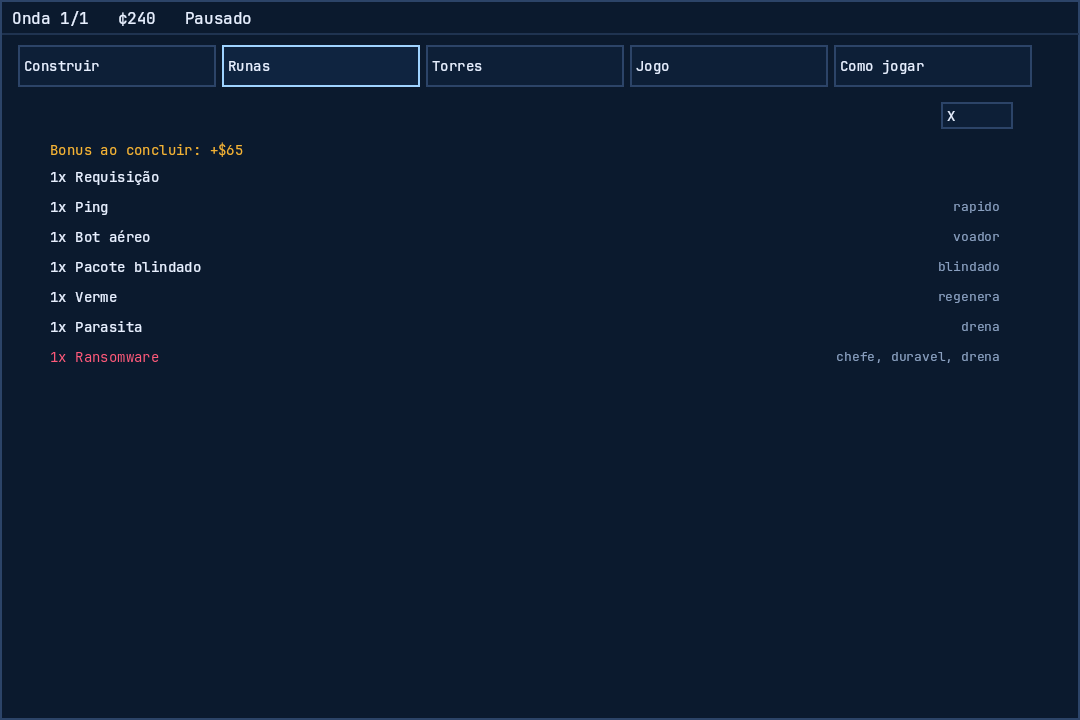 Onda 1/1 ¢240 Pausado
Construir Runas Torres Jogo Como jogar
X
Bonus ao concluir: +$65
1x Requisição
1x Ping rapido
1x Bot aéreo voador
1x Pacote blindado blindado
1x Verme regenera
1x Parasita drena
1x Ransomware chefe, duravel, drena